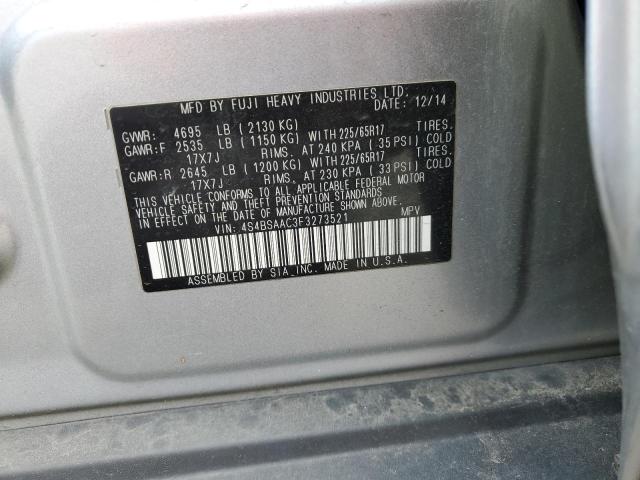 MFD BY FUJI HEAVY INDUSTRIES LTD.
DATE: 12/14
GVWR: 4695 LB (2130 KG)
GAWR:F 2535 LB (1150 KG) WITH 225/65R17 TIRES.
17X7J RIMS. AT 240 KPA (35 PSI) COLD
GAWR:R 2645 LB (1200 KG) WITH 225/65R17 TIRES.
17X7J RIMS. AT 230 KPA (33 PSI) COLD
THIS VEHICLE CONFORMS TO ALL APPLICABLE FEDERAL MOTOR
VEHICLE SAFETY AND THEFT PREVENTION STANDARDS
IN EFFECT ON THE DATE OF MANUFACTURE SHOWN ABOVE.
VIN: 4S4BSAAC3F3273521 MPV
ASSEMBLED BY SIA,INC. MADE IN U.S.A.